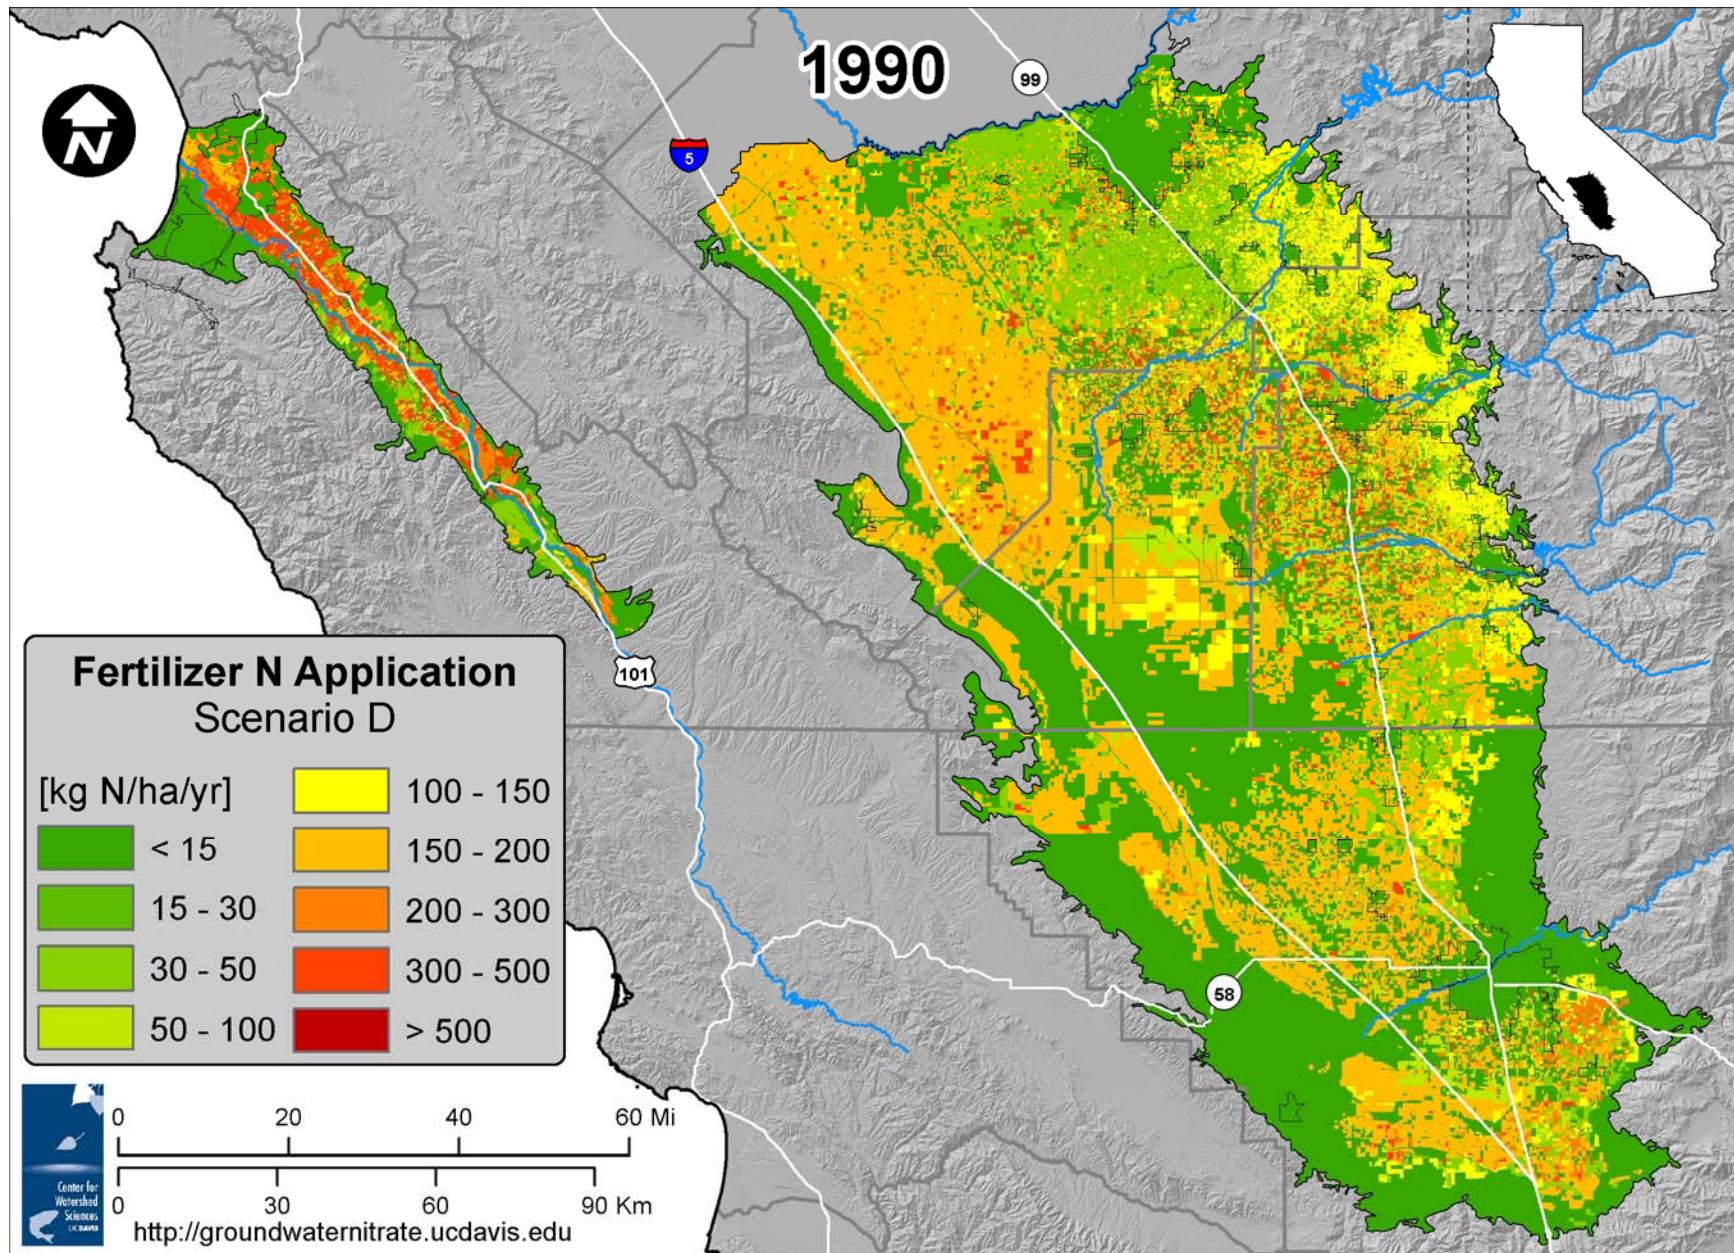 1990
99
5
N
101
58
Fertilizer N Application
Scenario D
[kg N/ha/yr]
< 15
15 - 30
30 - 50
50 - 100
100 - 150
150 - 200
200 - 300
300 - 500
> 500
Center for
Watershed
Sciences
UC DAVIS
0 20 40 60 Mi
0 30 60 90 Km
http://groundwaternitrate.ucdavis.edu